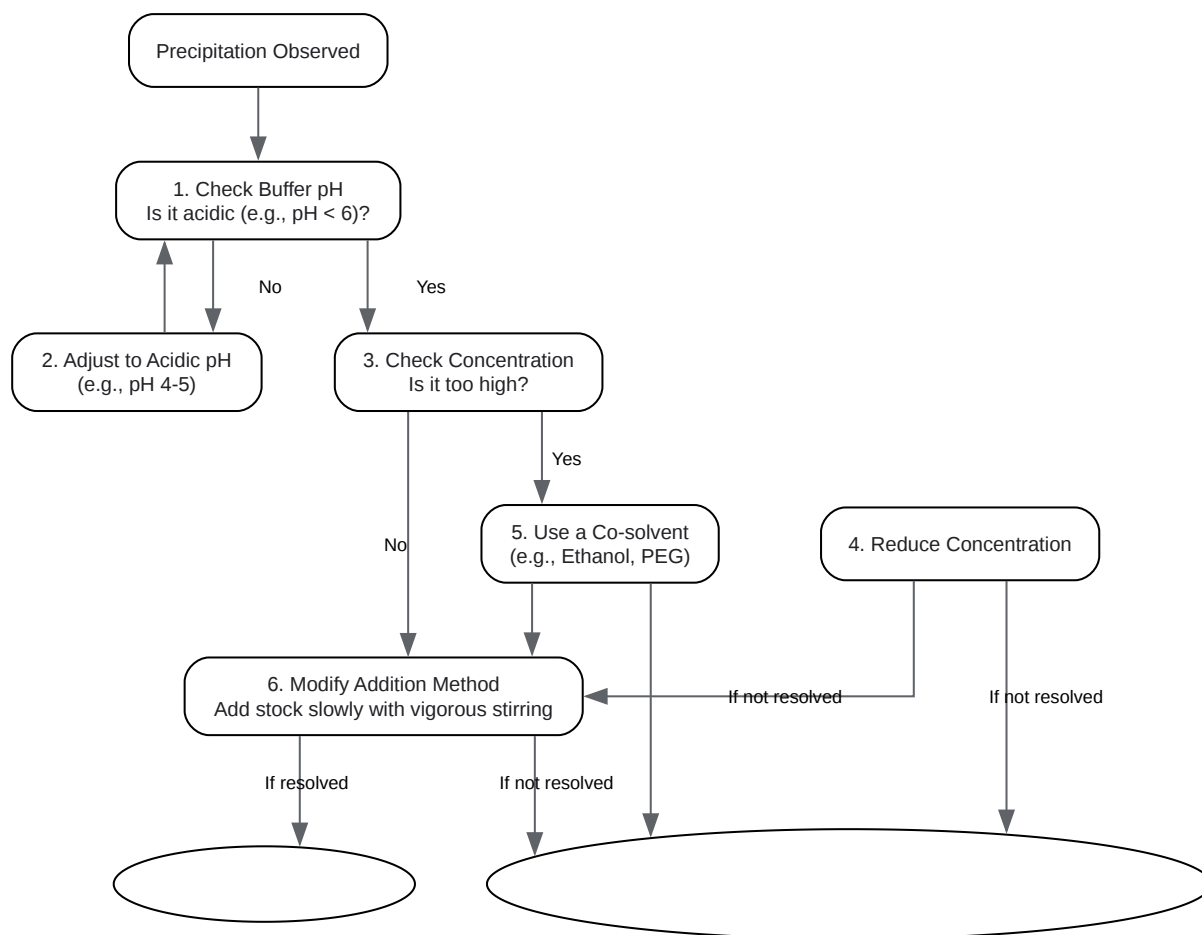 Precipitation Observed
1. Check Buffer pH
Is it acidic (e.g., pH < 6)?
No
Yes
2. Adjust to Acidic pH
(e.g., pH 4-5)
3. Check Concentration
Is it too high?
Yes
No
5. Use a Co-solvent
(e.g., Ethanol, PEG)
4. Reduce Concentration
6. Modify Addition Method
Add stock slowly with vigorous stirring
If not resolved
If not resolved
If resolved
If not resolved